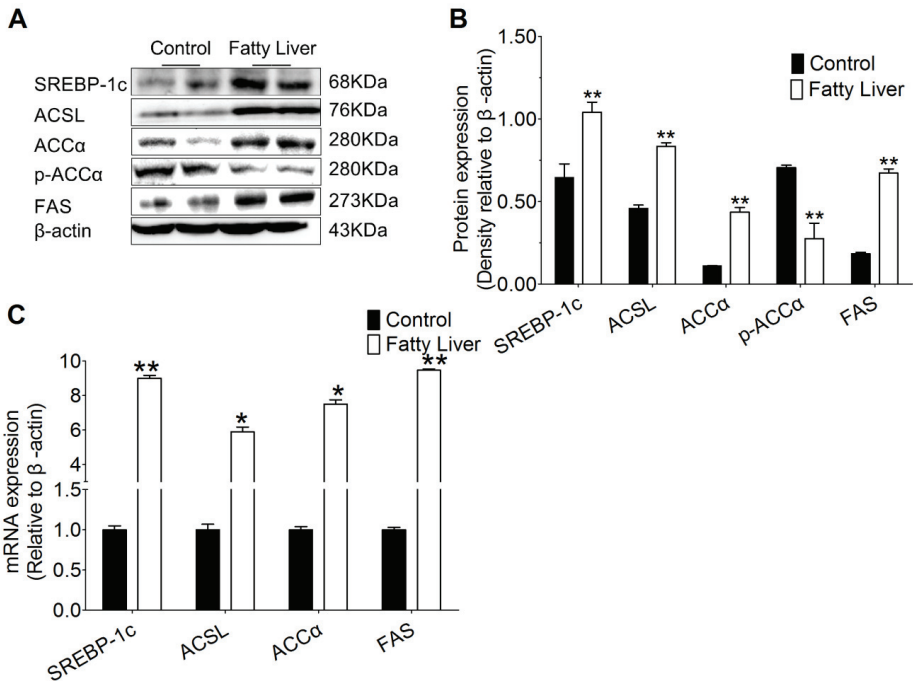 A
Control Fatty Liver
SREBP-1c 68KDa
ACSL 76KDa
ACCα 280KDa
p-ACCα 280KDa
FAS 273KDa
β-actin 43KDa
B
Control
Fatty Liver
Protein expression
(Density relative to β -actin)
1.50
1.00
0.50
0.00
** ** ** ** **
SREBP-1c ACSL ACCα p-ACCα FAS
C
Control
Fatty Liver
mRNA expression
(Relative to β -actin)
10
8
6
4
1.5
1.0
0.5
0.0
** * * **
SREBP-1c ACSL ACCα FAS